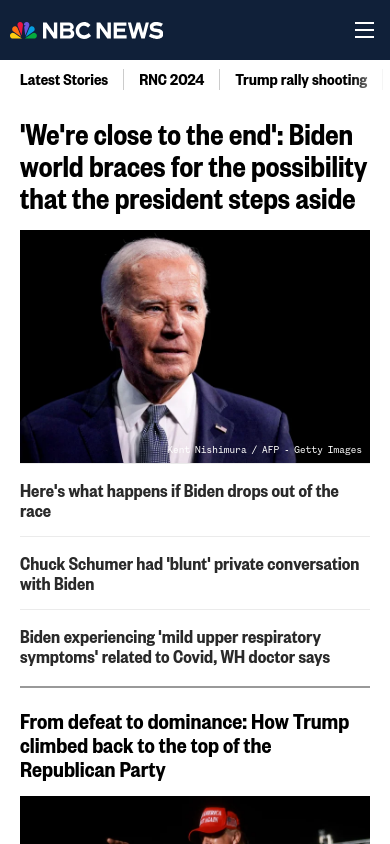 NBC NEWS
Latest Stories
RNC 2024
Trump rally shooting
'We're close to the end': Biden
world braces for the possibility
that the president steps aside
Kent Nishimura / AFP - Getty Images
Here's what happens if Biden drops out of the
race
Chuck Schumer had 'blunt' private conversation
with Biden
Biden experiencing 'mild upper respiratory
symptoms' related to Covid, WH doctor says
From defeat to dominance: How Trump
climbed back to the top of the
Republican Party